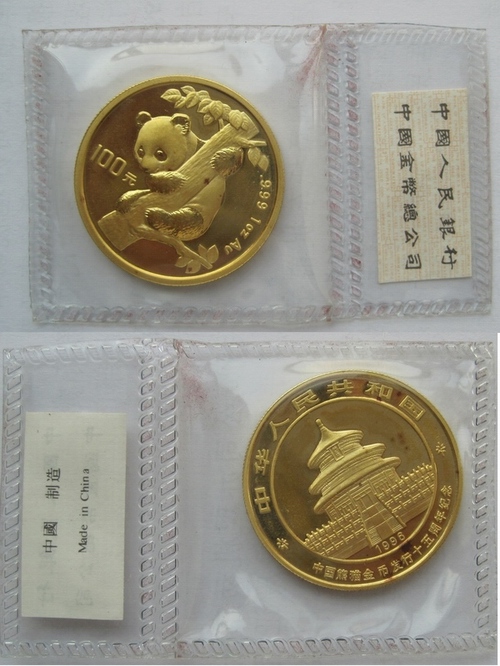 100元
.999 1oz Au
中國人民銀行
中國金幣總公司
中华人民共和国
1996
中国熊猫金币发行十五周年纪念
中國 制造
Made in China